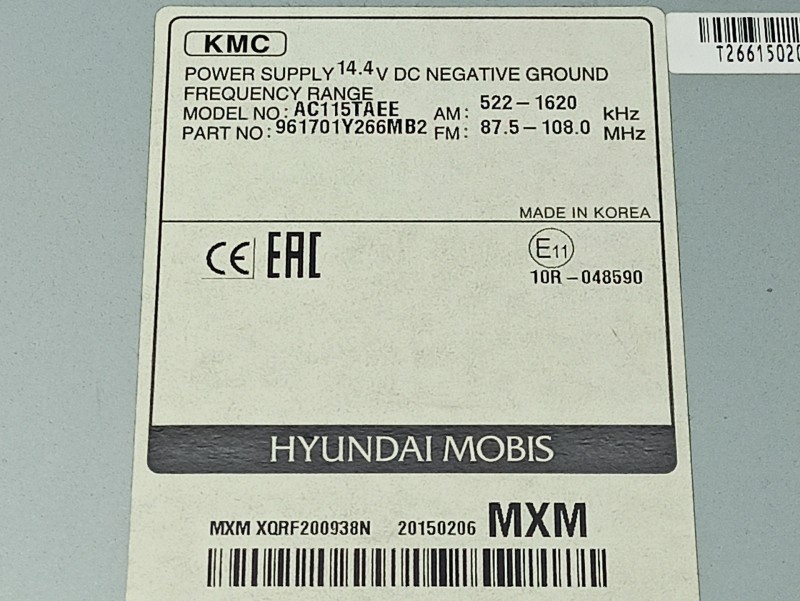 KMC
POWER SUPPLY 14.4 V DC NEGATIVE GROUND
FREQUENCY RANGE
MODEL NO: AC115TAEE AM: 522-1620 kHz
PART NO: 961701Y266MB2 FM: 87.5-108.0 MHz
MADE IN KOREA
CE EAC E11
10R-048590
HYUNDAI MOBIS
MXM XQRF200938N 20150206 MXM